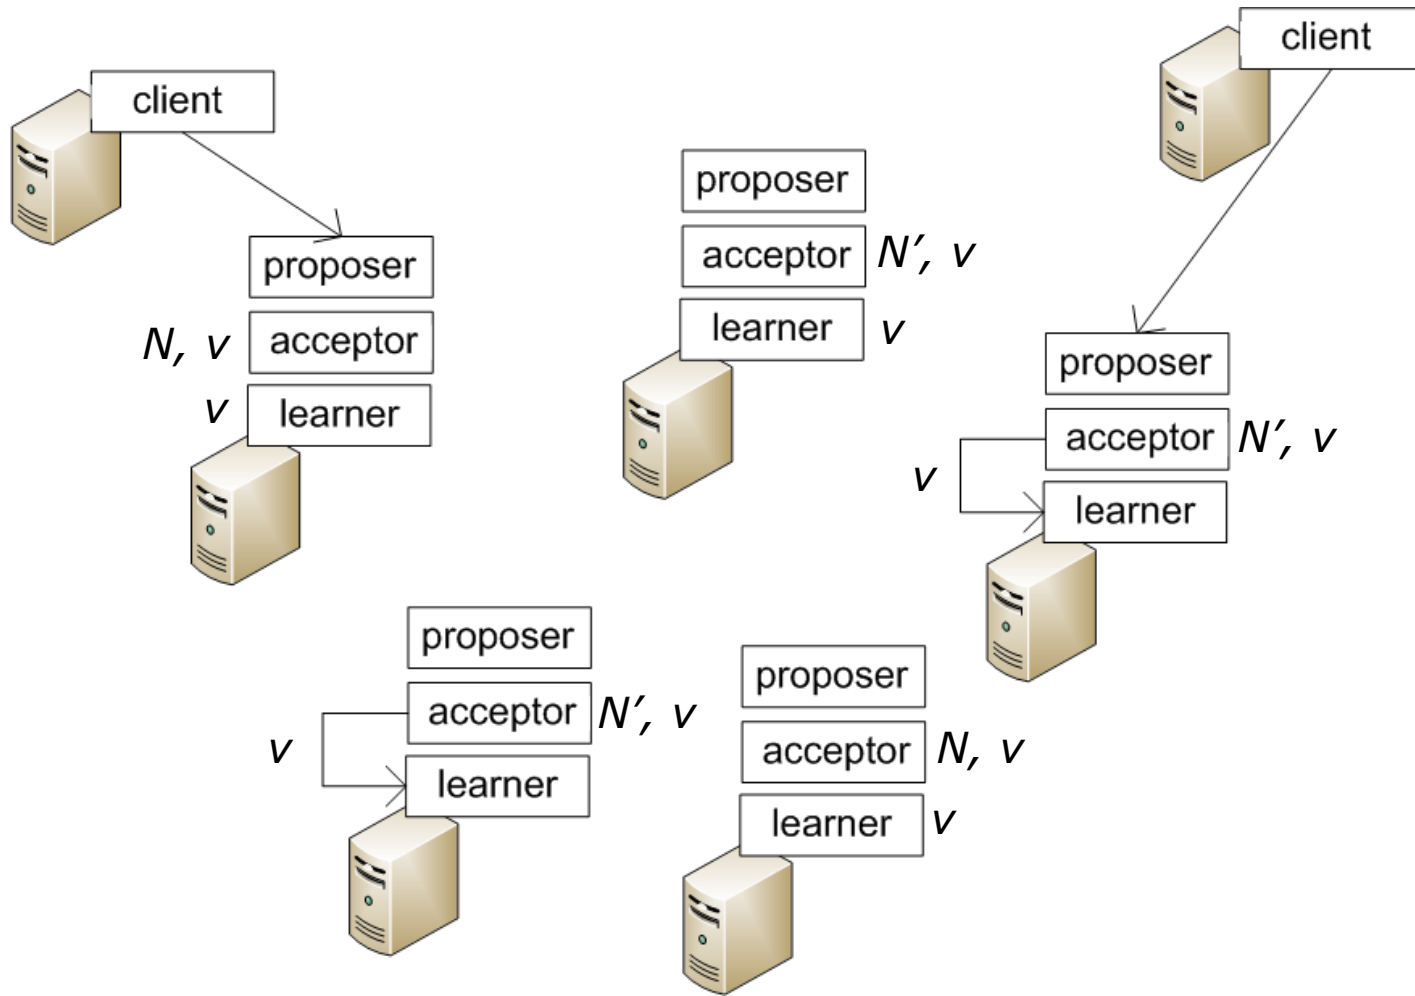 client
proposer
N, v acceptor
v learner
proposer
acceptor N', v
learner v
client
proposer
acceptor N', v
v
learner
proposer
acceptor N', v
v
learner
proposer
acceptor N, v
learner v